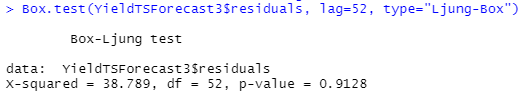 > Box.test(YieldTSForecast3$residuals, lag=52, type="Ljung-Box")
Box-Ljung test
data:  YieldTSForecast3$residuals
X-squared = 38.789, df = 52, p-value = 0.9128